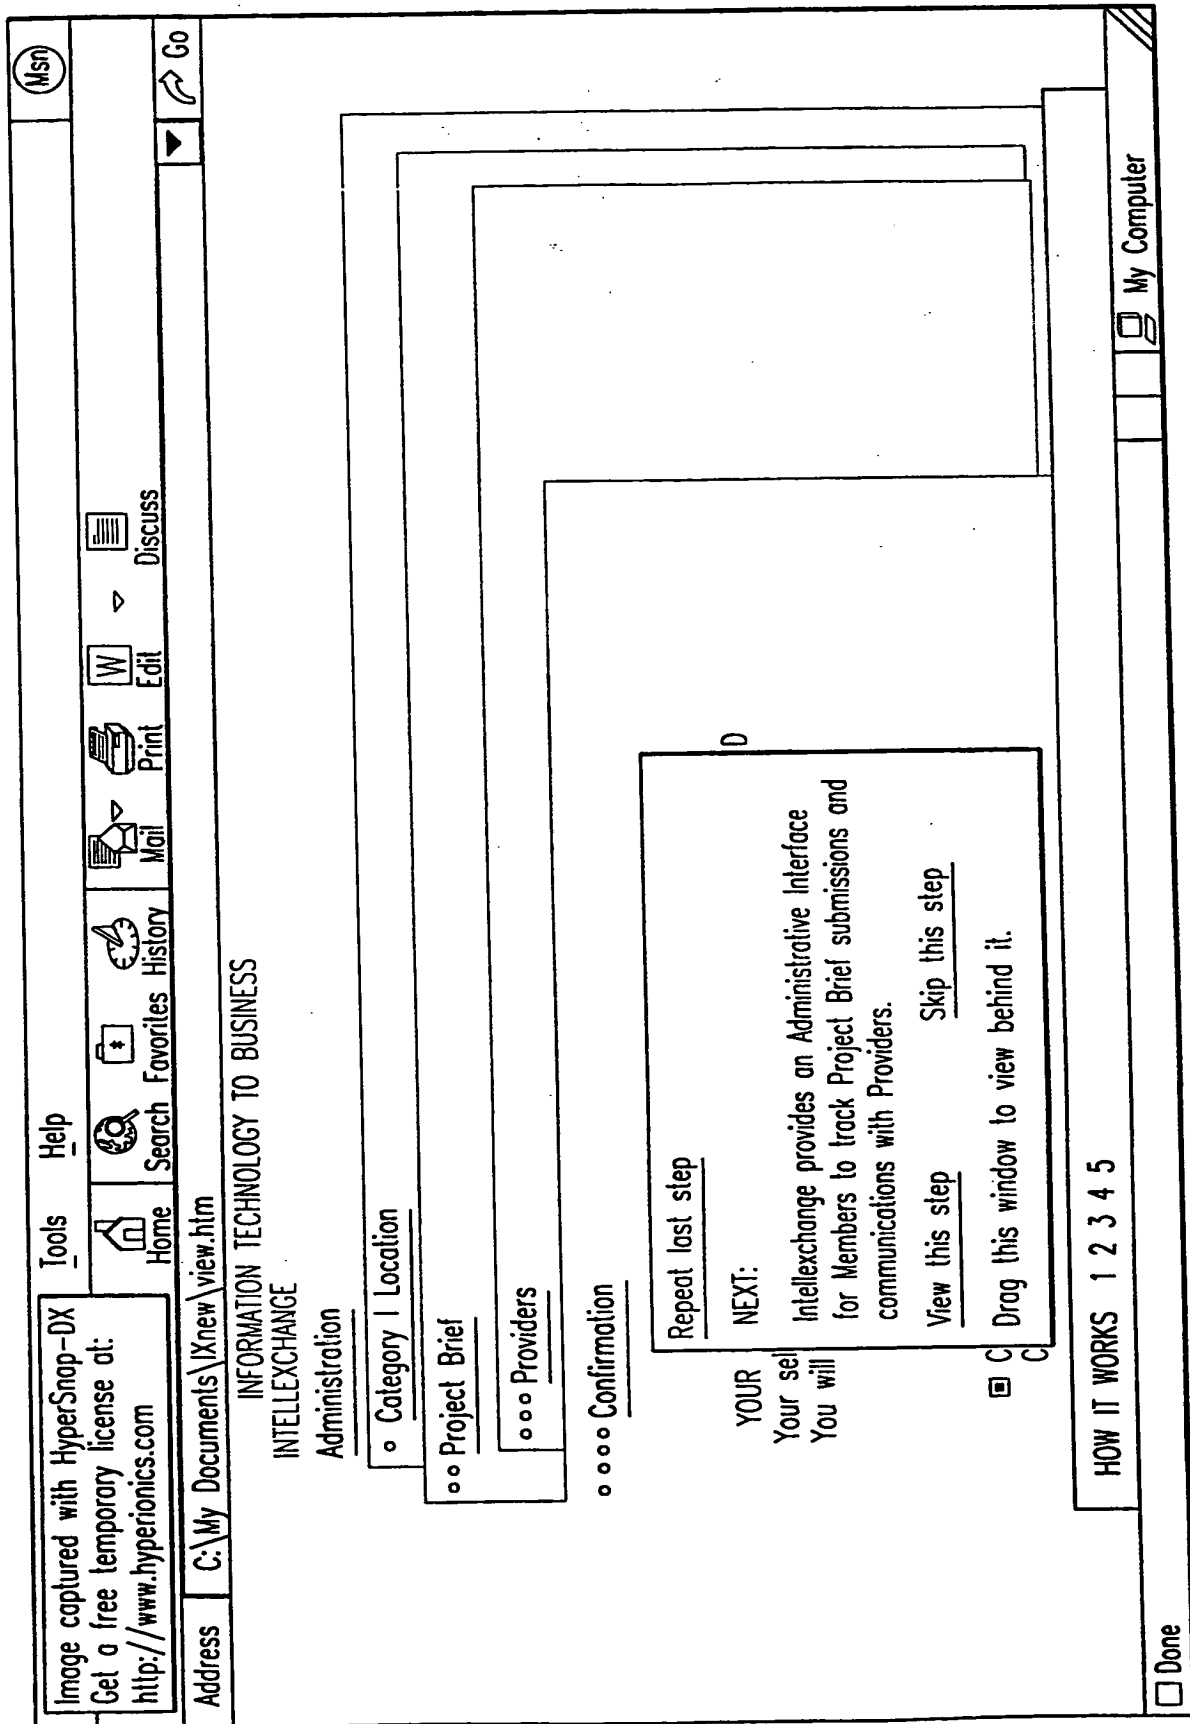 Image captured with HyperSnap-DX
Get a free temporary license at:
http://www.hyperionics.com
Tools Help
Msn
Home Search Favorites History Mail Print Edit Discuss
W
Address C:\My Documents\IXnew\view.htm Go
INFORMATION TECHNOLOGY TO BUSINESS
INTELLEXCHANGE
Administration
Category | Location
Project Brief
Providers
Confirmation
Repeat last step
NEXT:
Intellexchange provides an Administrative Interface
for Members to track Project Brief submissions and
communications with Providers.
View this step Skip this step
Drag this window to view behind it.
YOUR D
Your sel
You will
C
C
HOW IT WORKS 1 2 3 4 5
Done My Computer